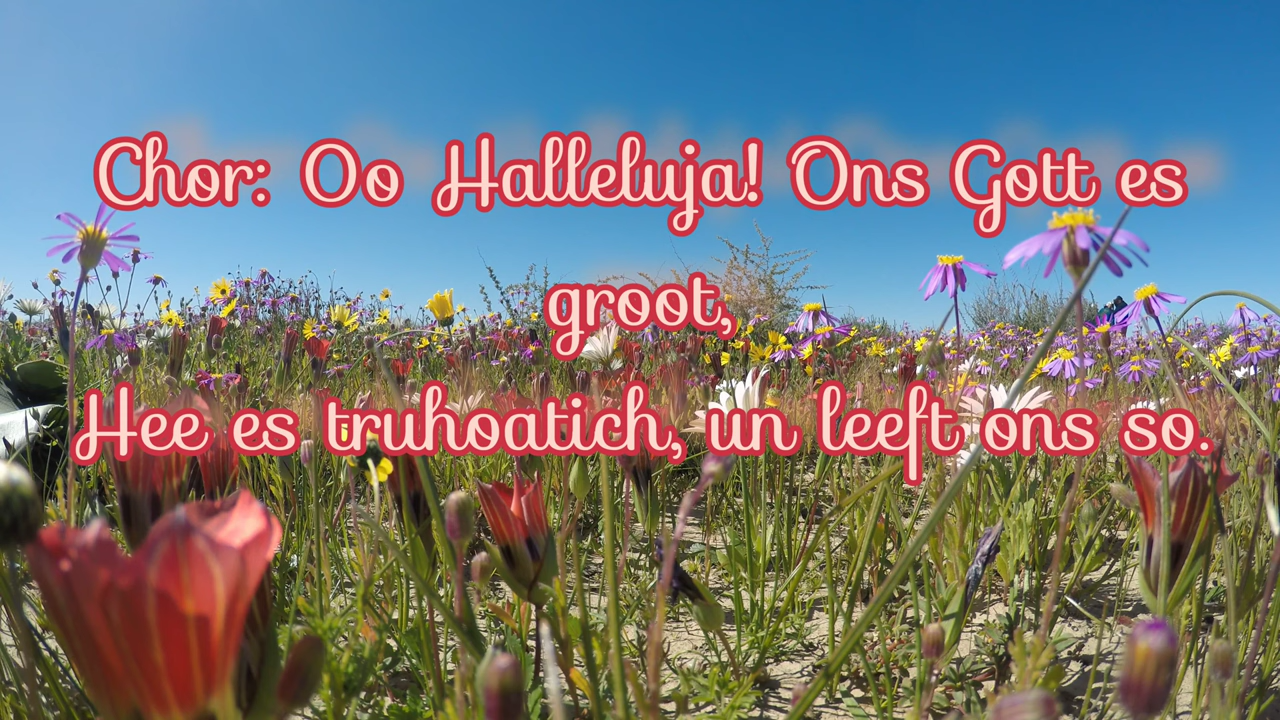 Chor: Oo Halleluja! Ons Gott es
groot,
Hee es truhoatich, un leeft ons so.